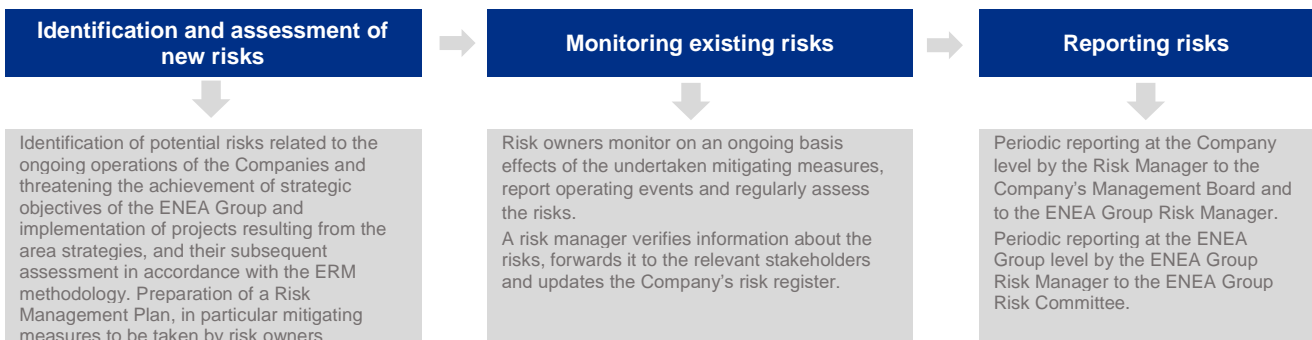 Identification and assessment of
new risks
Identification of potential risks related to the
ongoing operations of the Companies and
threatening the achievement of strategic
objectives of the ENEA Group and
implementation of projects resulting from the
area strategies, and their subsequent
assessment in accordance with the ERM
methodology. Preparation of a Risk
Management Plan, in particular mitigating
measures to be taken by risk owners
Monitoring existing risks
Risk owners monitor on an ongoing basis
effects of the undertaken mitigating measures,
report operating events and regularly assess
the risks.
A risk manager verifies information about the
risks, forwards it to the relevant stakeholders
and updates the Company's risk register.
Reporting risks
Periodic reporting at the Company
level by the Risk Manager to the
Company's Management Board and
to the ENEA Group Risk Manager.
Periodic reporting at the ENEA
Group level by the ENEA Group
Risk Manager to the ENEA Group
Risk Committee.